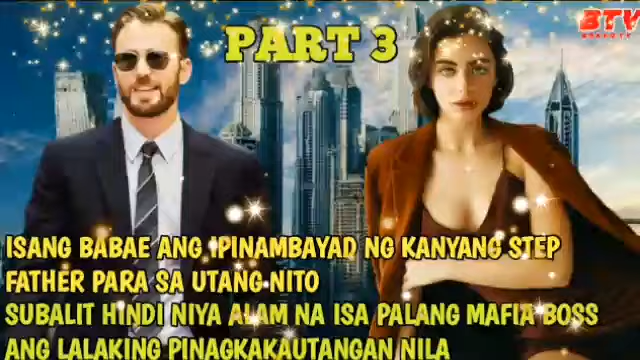 PART 3
BTV
ISANG BABAE ANG IPINAMBAYAD NG KANYANG STEP
FATHER PARA SA UTANG NITO
SUBALIT HINDI NIYA ALAM NA ISA PALANG MAFIA BOSS
ANG LALAKING PINAGKAKAUTANGAN NILA